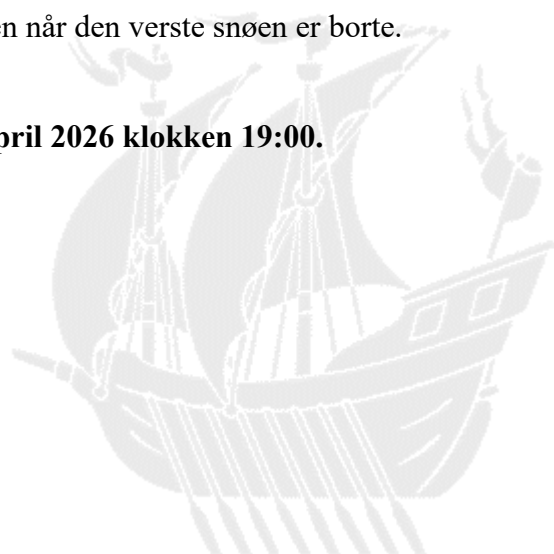 en når den verste snøen er borte.
pril 2026 klokken 19:00.